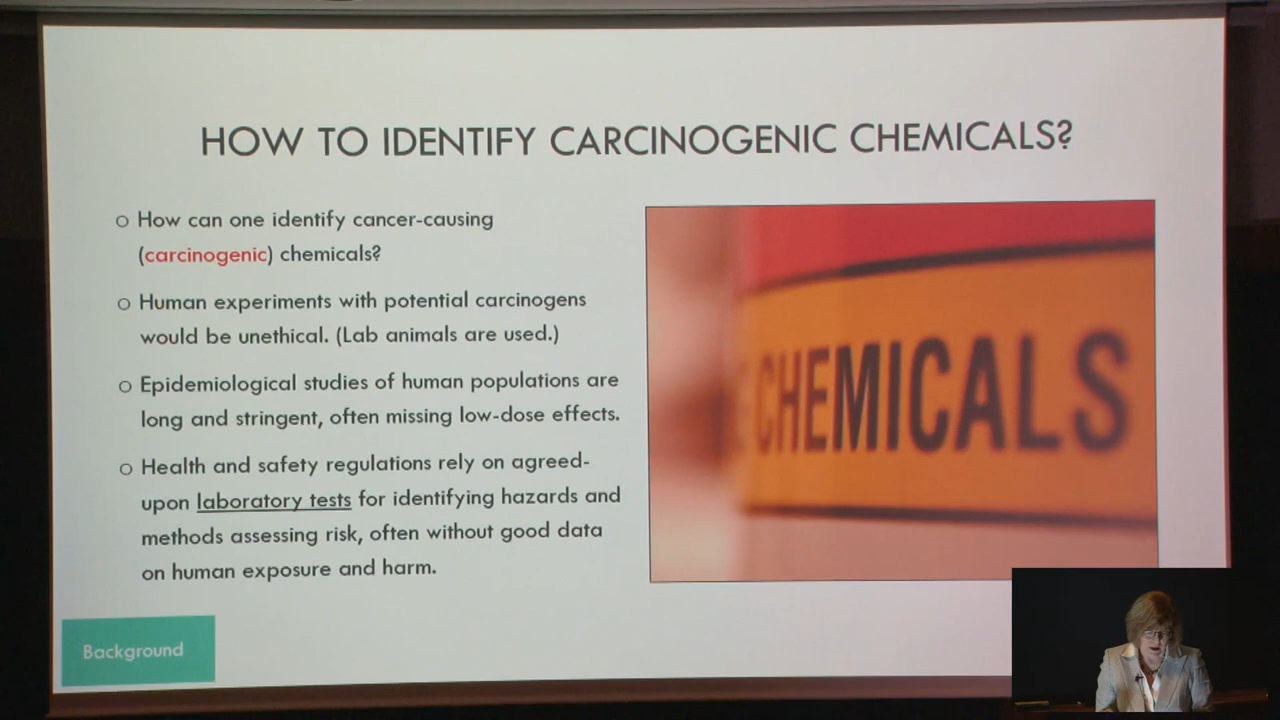 HOW TO IDENTIFY CARCINOGENIC CHEMICALS?
How can one identify cancer-causing
(carcinogenic) chemicals?
Human experiments with potential carcinogens
would be unethical. (Lab animals are used.)
Epidemiological studies of human populations are
long and stringent, often missing low-dose effects.
Health and safety regulations rely on agreed-
upon laboratory tests for identifying hazards and
methods assessing risk, often without good data
on human exposure and harm.
CHEMICALS
Background